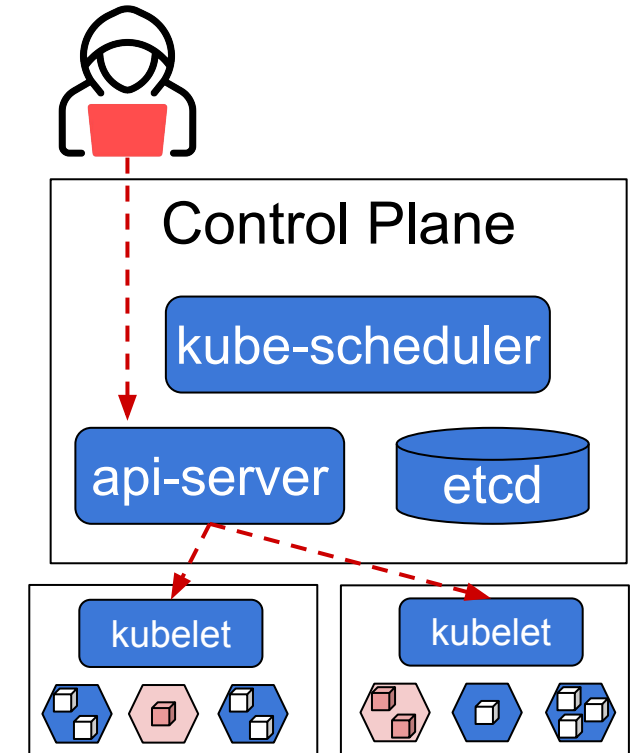 Control Plane
kube-scheduler
api-server
etcd
kubelet
kubelet